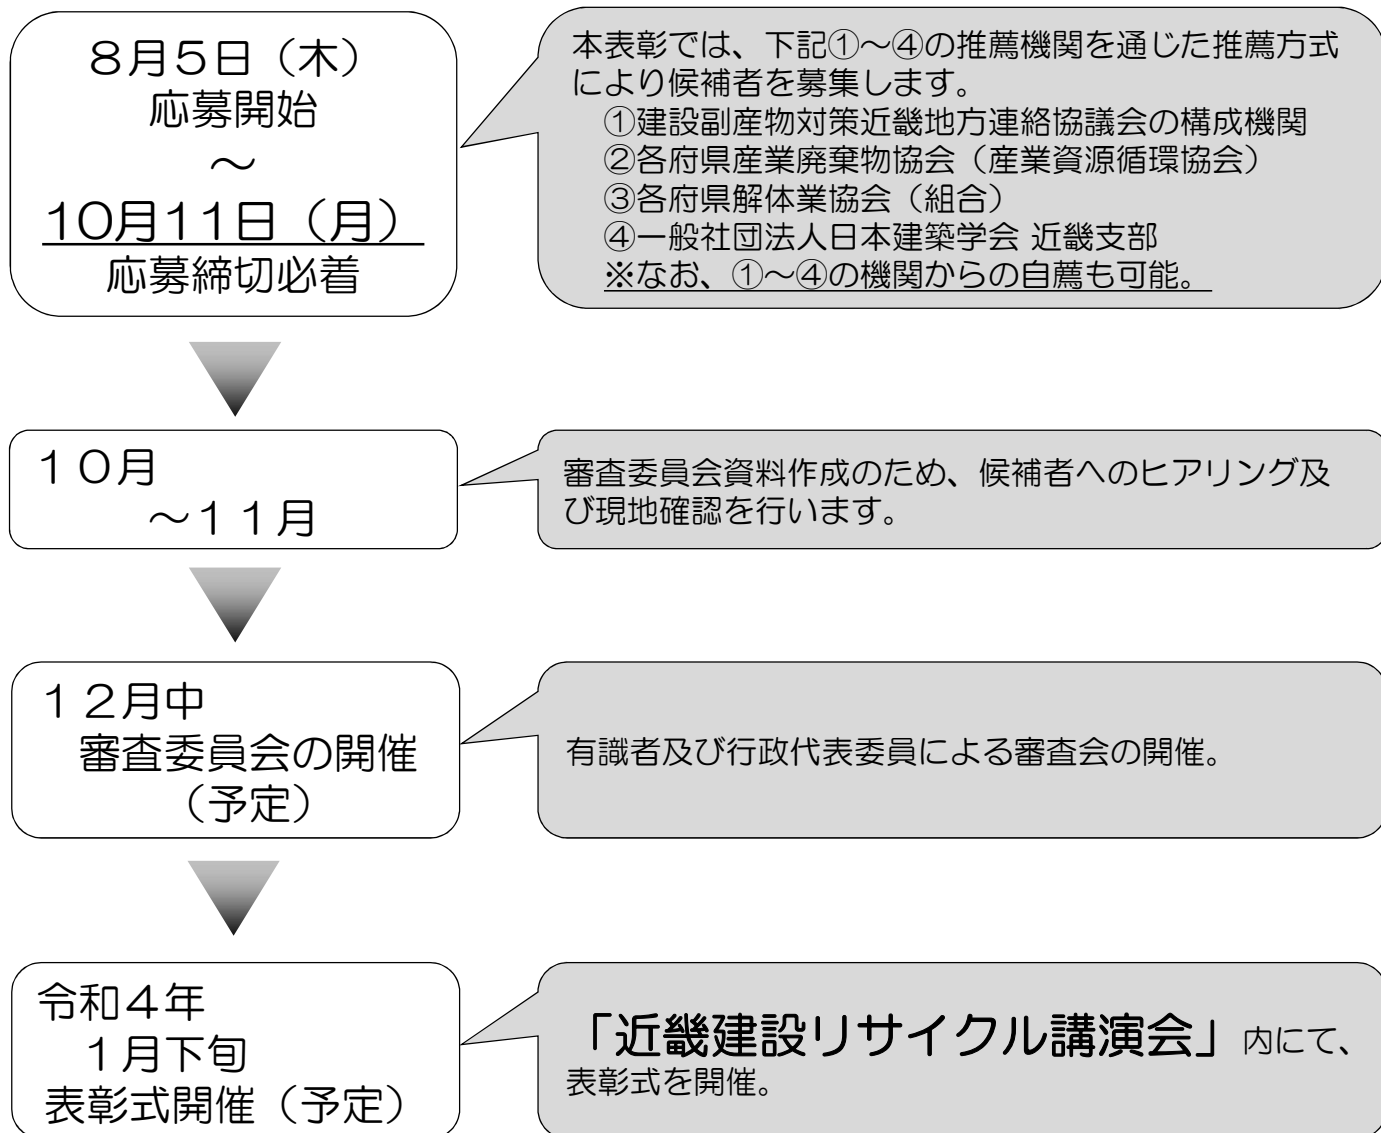 ８月５日（木）
応募開始
～
10月11日（月）
応募締切必着
本表彰では、下記①～④の推薦機関を通じた推薦方式
により候補者を募集します。
①建設副産物対策近畿地方連絡協議会の構成機関
②各府県産業廃棄物協会（産業資源循環協会）
③各府県解体業協会（組合）
④一般社団法人日本建築学会 近畿支部
※なお、①～④の機関からの自薦も可能。
１０月
～１１月
審査委員会資料作成のため、候補者へのヒアリング及
び現地確認を行います。
１２月中
審査委員会の開催
（予定）
有識者及び行政代表委員による審査会の開催。
令和４年
１月下旬
表彰式開催（予定）
「近畿建設リサイクル講演会」内にて、
表彰式を開催。